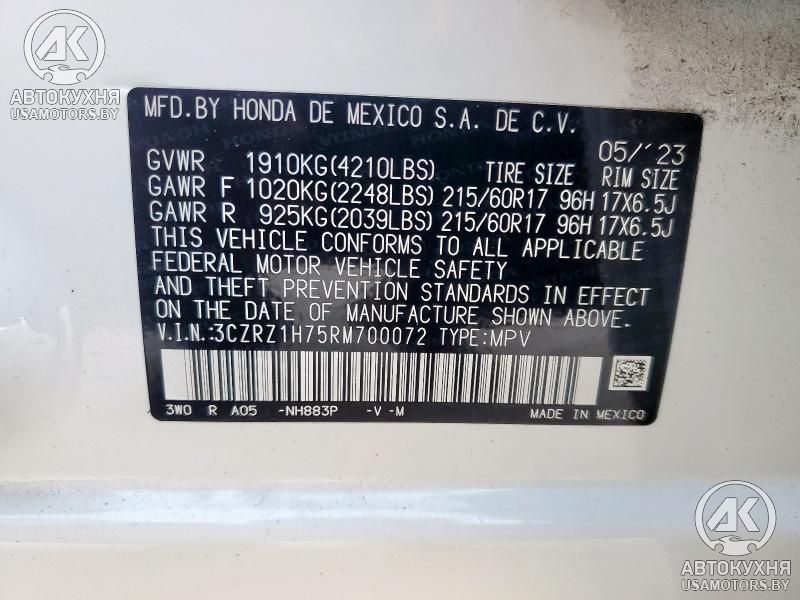 АК
АВТОКУХНЯ
USAMOTORS.BY
MFD.BY HONDA DE MEXICO S.A. DE C.V.
05/'23
GVWR 1910KG(4210LBS) TIRE SIZE RIM SIZE
GAWR F 1020KG(2248LBS) 215/60R17 96H 17X6.5J
GAWR R 925KG(2039LBS) 215/60R17 96H 17X6.5J
THIS VEHICLE CONFORMS TO ALL APPLICABLE
FEDERAL MOTOR VEHICLE SAFETY
AND THEFT PREVENTION STANDARDS IN EFFECT
ON THE DATE OF MANUFACTURE SHOWN ABOVE.
V.I.N.:3CZRZ1H75RM700072 TYPE:MPV
3W0 R A05 -NH883P -V -M MADE IN MEXICO
АК
АВТОКУХНЯ
USAMOTORS.BY